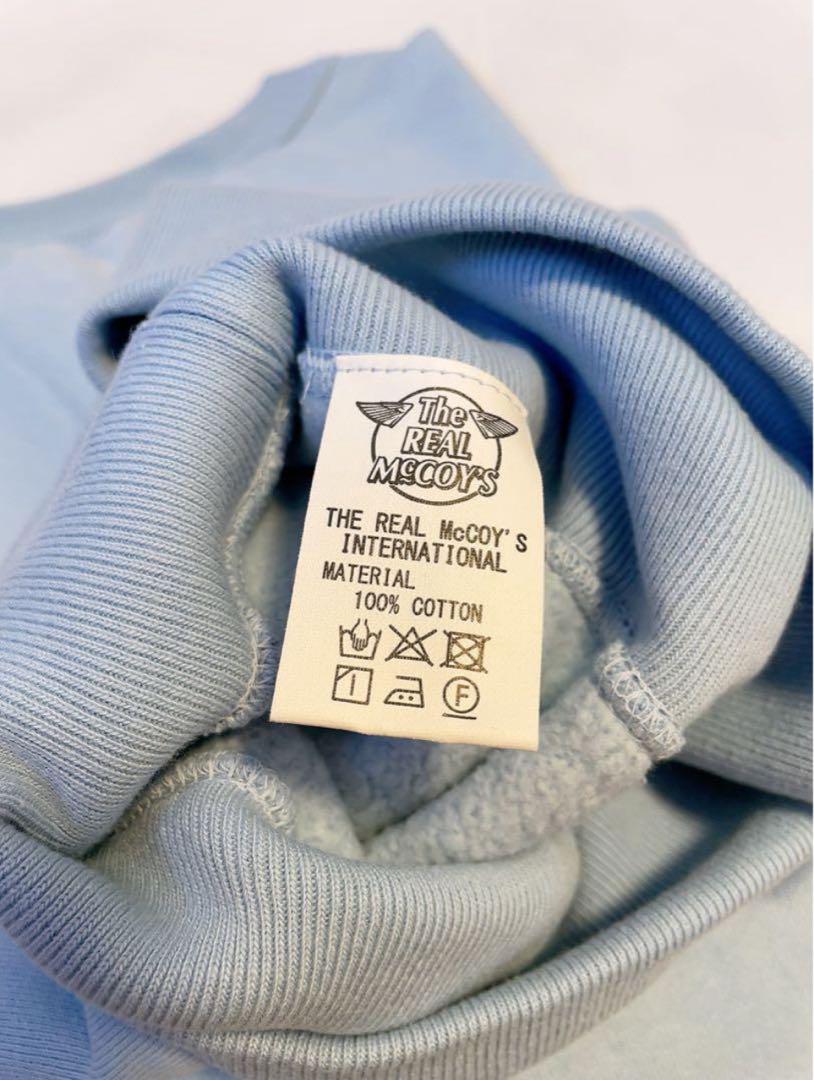 The
REAL
McCOY'S
THE REAL McCOY'S
INTERNATIONAL
MATERIAL
100% COTTON
F